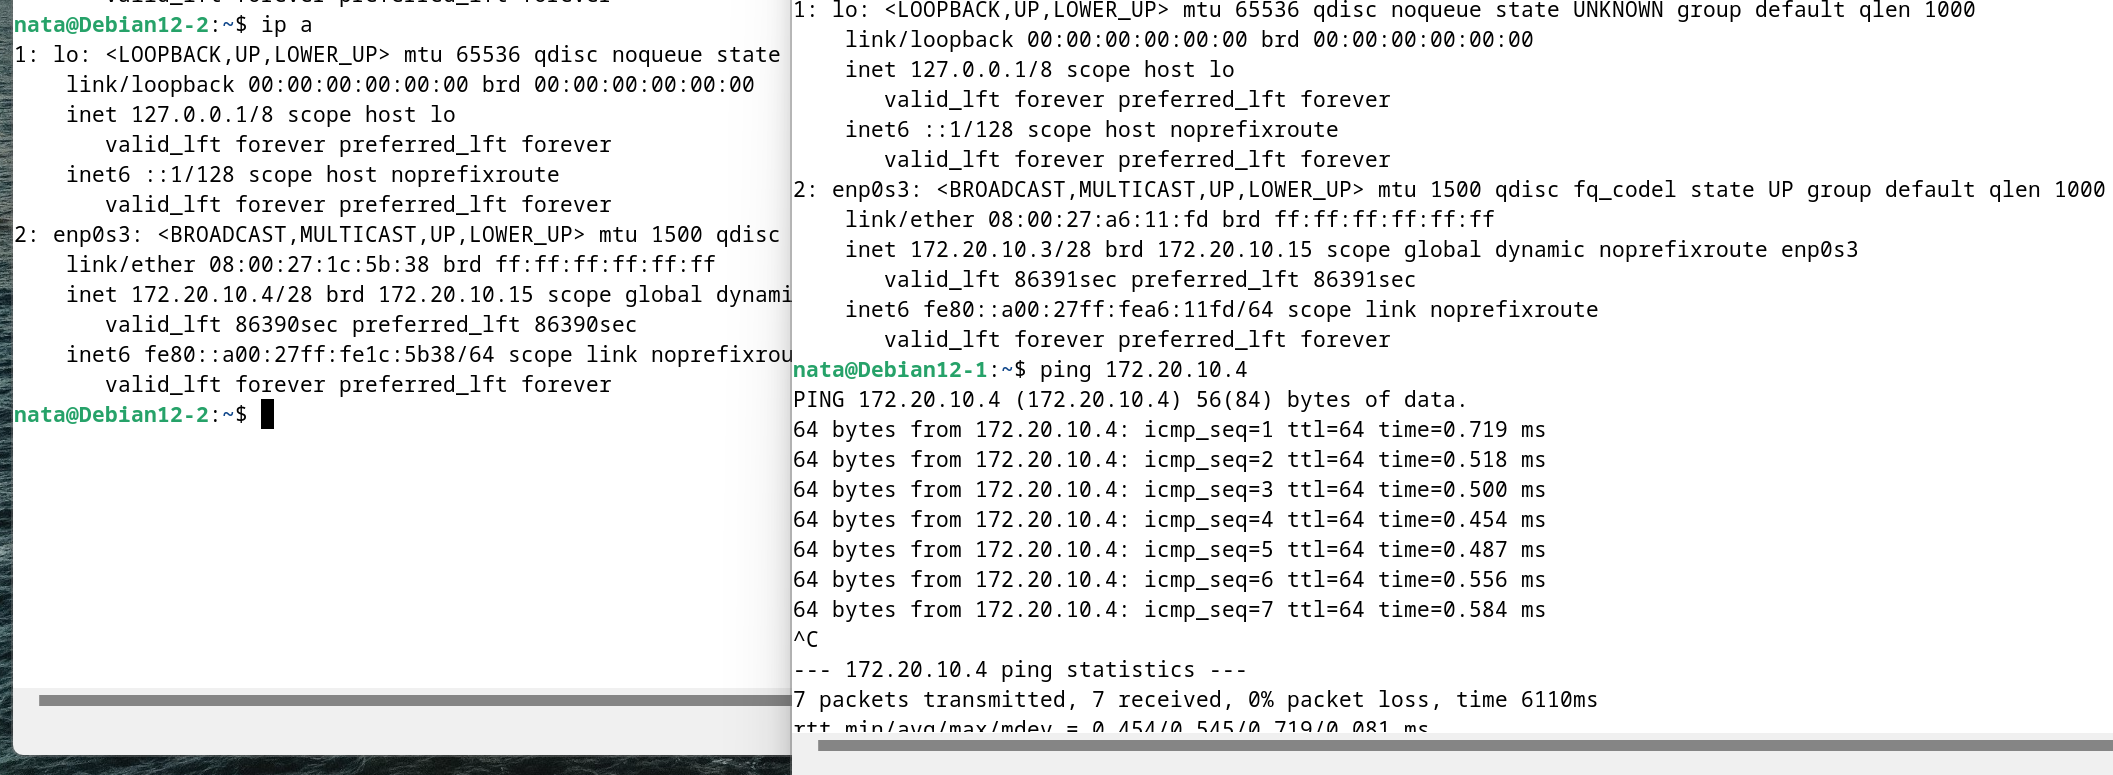 nata@Debian12-2:~$ ip a
1: lo: <LOOPBACK,UP,LOWER_UP> mtu 65536 qdisc noqueue state
    link/loopback 00:00:00:00:00:00 brd 00:00:00:00:00:00
    inet 127.0.0.1/8 scope host lo
       valid_lft forever preferred_lft forever
    inet6 ::1/128 scope host noprefixroute
       valid_lft forever preferred_lft forever
2: enp0s3: <BROADCAST,MULTICAST,UP,LOWER_UP> mtu 1500 qdisc
    link/ether 08:00:27:1c:5b:38 brd ff:ff:ff:ff:ff:ff
    inet 172.20.10.4/28 brd 172.20.10.15 scope global dynami
       valid_lft 86390sec preferred_lft 86390sec
    inet6 fe80::a00:27ff:fe1c:5b38/64 scope link noprefixrou
       valid_lft forever preferred_lft forever
nata@Debian12-2:~$
1: lo: <LOOPBACK,UP,LOWER_UP> mtu 65536 qdisc noqueue state UNKNOWN group default qlen 1000
    link/loopback 00:00:00:00:00:00 brd 00:00:00:00:00:00
    inet 127.0.0.1/8 scope host lo
       valid_lft forever preferred_lft forever
    inet6 ::1/128 scope host noprefixroute
       valid_lft forever preferred_lft forever
2: enp0s3: <BROADCAST,MULTICAST,UP,LOWER_UP> mtu 1500 qdisc fq_codel state UP group default qlen 1000
    link/ether 08:00:27:a6:11:fd brd ff:ff:ff:ff:ff:ff
    inet 172.20.10.3/28 brd 172.20.10.15 scope global dynamic noprefixroute enp0s3
       valid_lft 86391sec preferred_lft 86391sec
    inet6 fe80::a00:27ff:fea6:11fd/64 scope link noprefixroute
       valid_lft forever preferred_lft forever
nata@Debian12-1:~$ ping 172.20.10.4
PING 172.20.10.4 (172.20.10.4) 56(84) bytes of data.
64 bytes from 172.20.10.4: icmp_seq=1 ttl=64 time=0.719 ms
64 bytes from 172.20.10.4: icmp_seq=2 ttl=64 time=0.518 ms
64 bytes from 172.20.10.4: icmp_seq=3 ttl=64 time=0.500 ms
64 bytes from 172.20.10.4: icmp_seq=4 ttl=64 time=0.454 ms
64 bytes from 172.20.10.4: icmp_seq=5 ttl=64 time=0.487 ms
64 bytes from 172.20.10.4: icmp_seq=6 ttl=64 time=0.556 ms
64 bytes from 172.20.10.4: icmp_seq=7 ttl=64 time=0.584 ms
^C
--- 172.20.10.4 ping statistics ---
7 packets transmitted, 7 received, 0% packet loss, time 6110ms
rtt min/avg/max/mdev = 0.454/0.545/0.719/0.081 ms